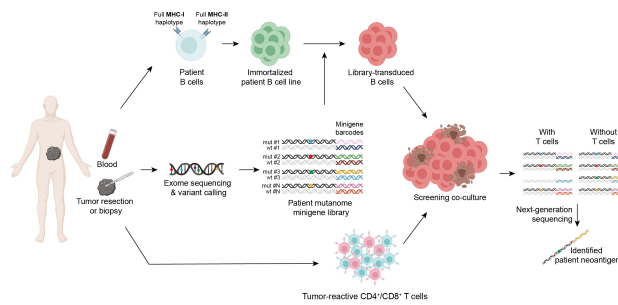 Full MHC-I
haplotype
Full MHC-II
haplotype
Patient
B cells
Immortalized
patient B cell line
Library-transduced
B cells
Blood
Tumor resection
or biopsy
Exome sequencing
& variant calling
Minigene
barcodes
mut #1
wt #1
mut #2
wt #2
mut #3
wt #3
mut #N
wt #N
Patient mutanome
minigene library
Screening co-culture
With
T cells
Without
T cells
Next-generation
sequencing
Identified
patient neoantigen
Tumor-reactive CD4⁺/CD8⁺ T cells